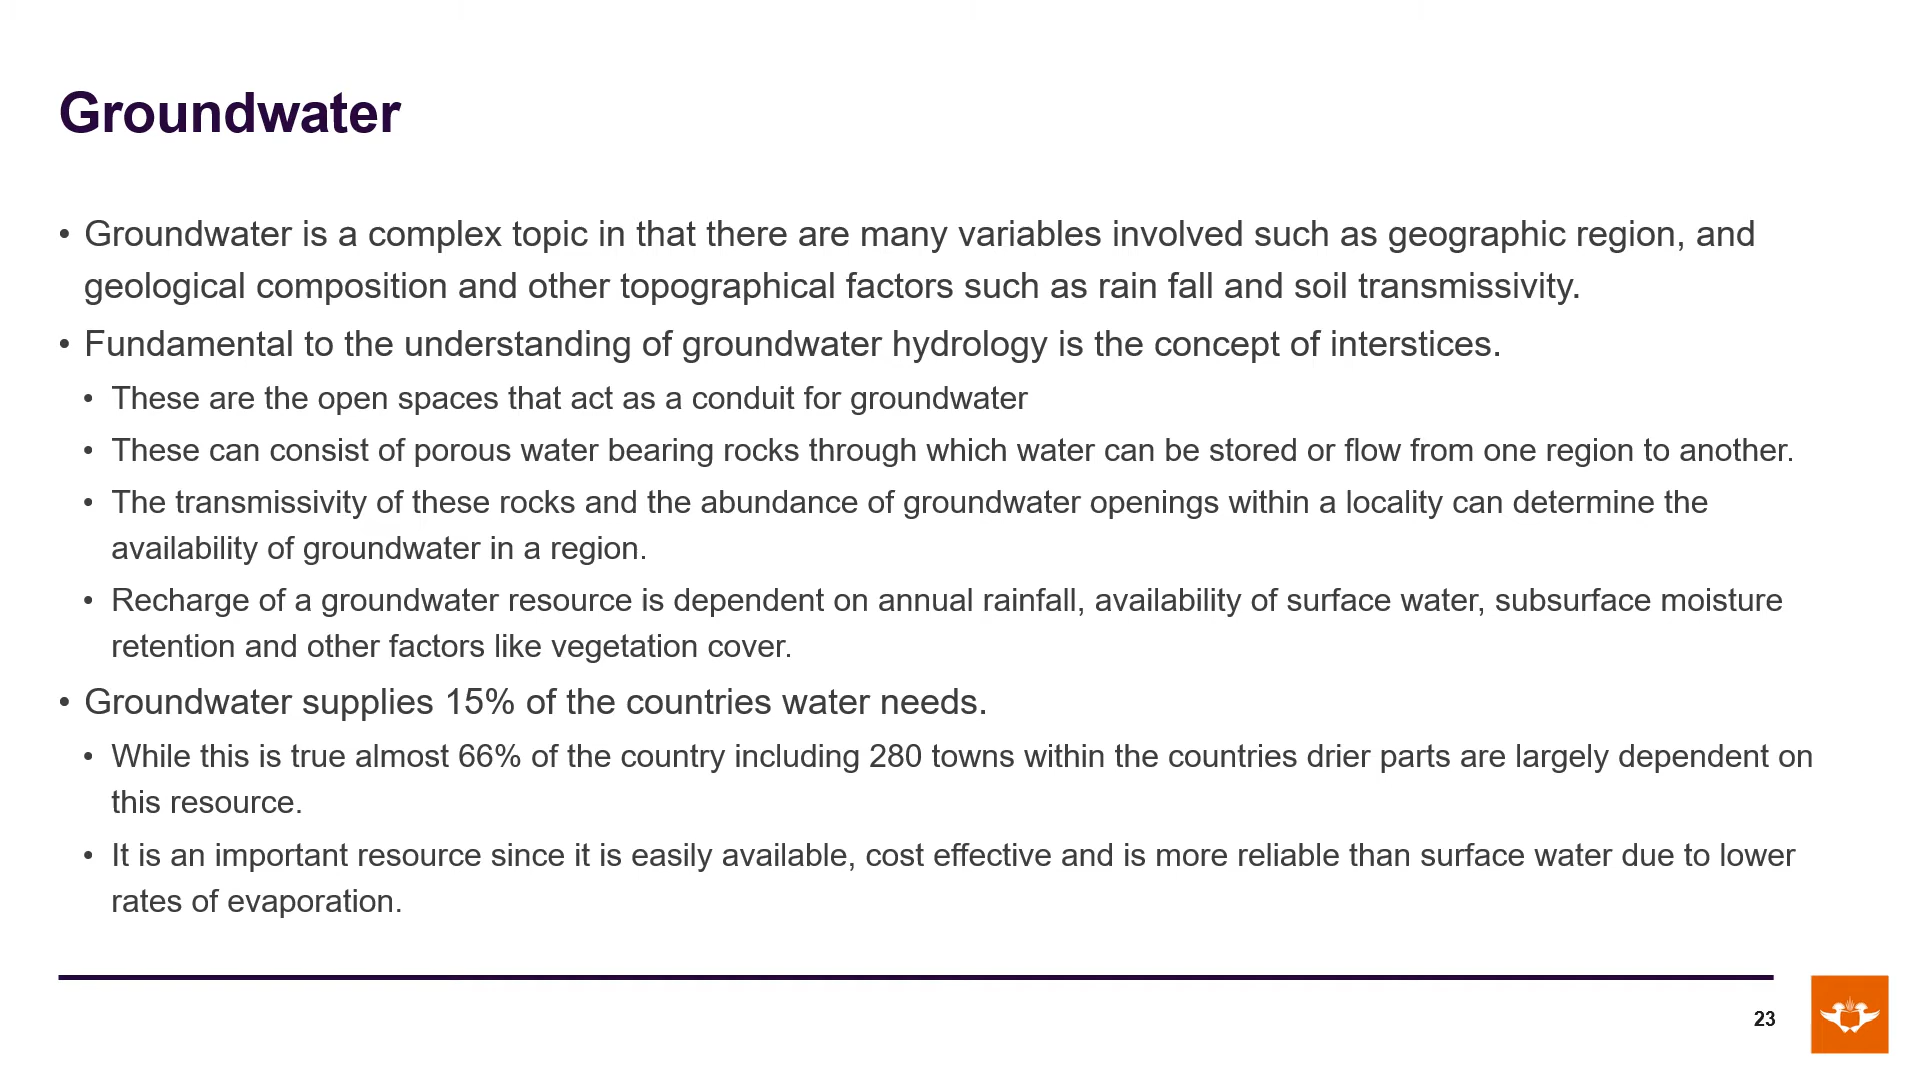 Groundwater
• Groundwater is a complex topic in that there are many variables involved such as geographic region, and
geological composition and other topographical factors such as rain fall and soil transmissivity.
• Fundamental to the understanding of groundwater hydrology is the concept of interstices.
• These are the open spaces that act as a conduit for groundwater
• These can consist of porous water bearing rocks through which water can be stored or flow from one region to another.
• The transmissivity of these rocks and the abundance of groundwater openings within a locality can determine the
availability of groundwater in a region.
• Recharge of a groundwater resource is dependent on annual rainfall, availability of surface water, subsurface moisture
retention and other factors like vegetation cover.
• Groundwater supplies 15% of the countries water needs.
• While this is true almost 66% of the country including 280 towns within the countries drier parts are largely dependent on
this resource.
• It is an important resource since it is easily available, cost effective and is more reliable than surface water due to lower
rates of evaporation.
23